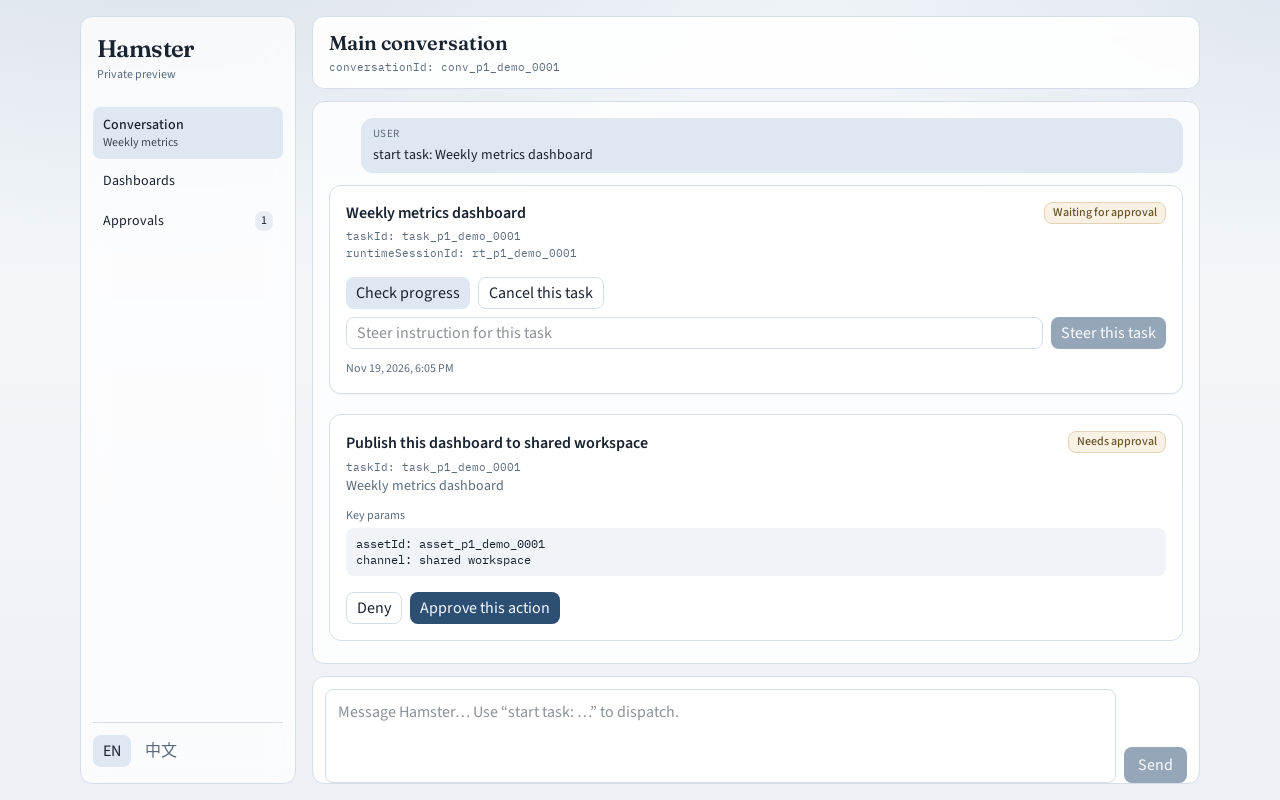 Hamster
Private preview
Conversation
Weekly metrics
Dashboards
Approvals 1
EN 中文
Main conversation
conversationId: conv_p1_demo_0001
USER
start task: Weekly metrics dashboard
Weekly metrics dashboard Waiting for approval
taskId: task_p1_demo_0001
runtimeSessionId: rt_p1_demo_0001
Check progress Cancel this task
Steer instruction for this task Steer this task
Nov 19, 2026, 6:05 PM
Publish this dashboard to shared workspace Needs approval
taskId: task_p1_demo_0001
Weekly metrics dashboard
Key params
assetId: asset_p1_demo_0001
channel: shared workspace
Deny Approve this action
Message Hamster… Use “start task: …” to dispatch.
Send